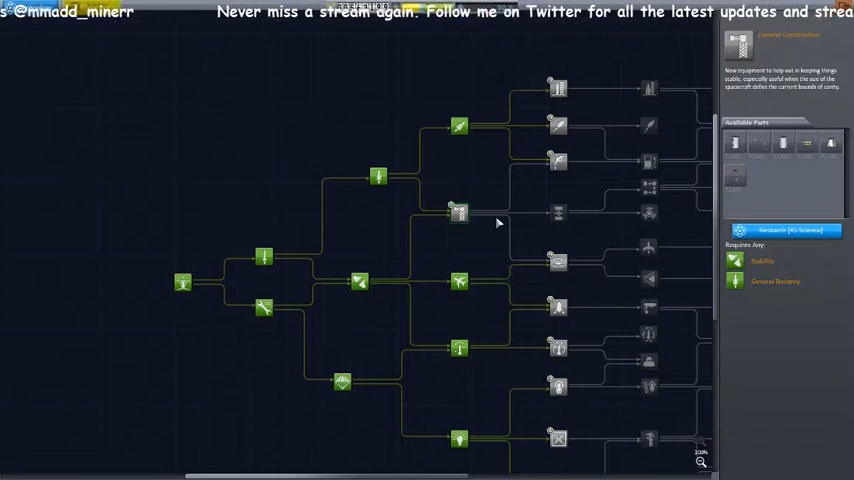 s @mmadd_minerr Never miss a stream again. Follow me on Twitter for all the latest updates and strea
General Construction
New equipment to help out in keeping things
stable, especially useful when the size of the
spacecraft defies the current bounds of sanity.
Available Parts
Research [45 Science]
Requires Any:
Stability
General Rocketry